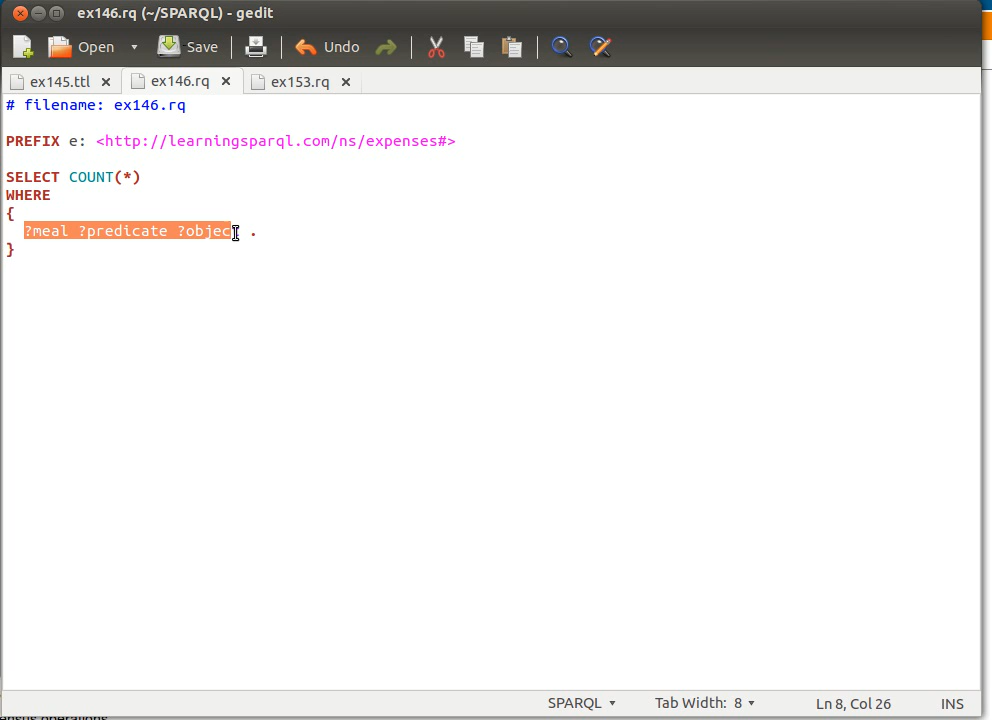 ex146.rq (~/SPARQL) - gedit
Open Save Undo
ex145.ttl ex146.rq ex153.rq
# filename: ex146.rq
PREFIX e: <http://learningsparql.com/ns/expenses#>
SELECT COUNT(*)
WHERE
{
?meal ?predicate ?object .
}
SPARQL Tab Width: 8 Ln 8, Col 26 INS